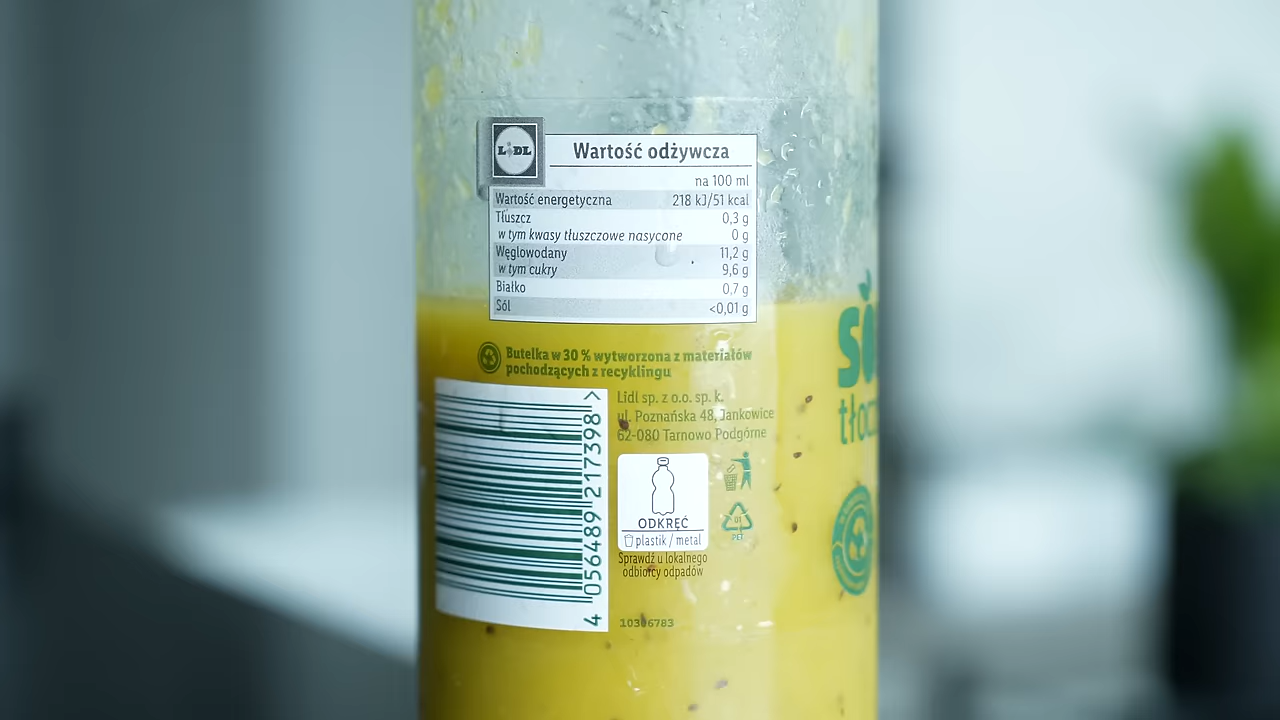 LIDL
Wartość odżywcza
na 100 ml
Wartość energetyczna 218 kJ/51 kcal
Tłuszcz 0,3 g
w tym kwasy tłuszczowe nasycone 0 g
Węglowodany 11,2 g
w tym cukry 9,6 g
Białko 0,7 g
Sól <0,01 g
Butelka w 30 % wytworzona z materiałów
pochodzących z recyklingu
Lidl sp. z o.o. sp. k.
ul. Poznańska 48, Jankowice
62-080 Tarnowo Podgórne
4 056489 217398 >
ODKRĘĆ
plastik / metal
Sprawdź u lokalnego
odbiorcy odpadów
01
PET
10306783